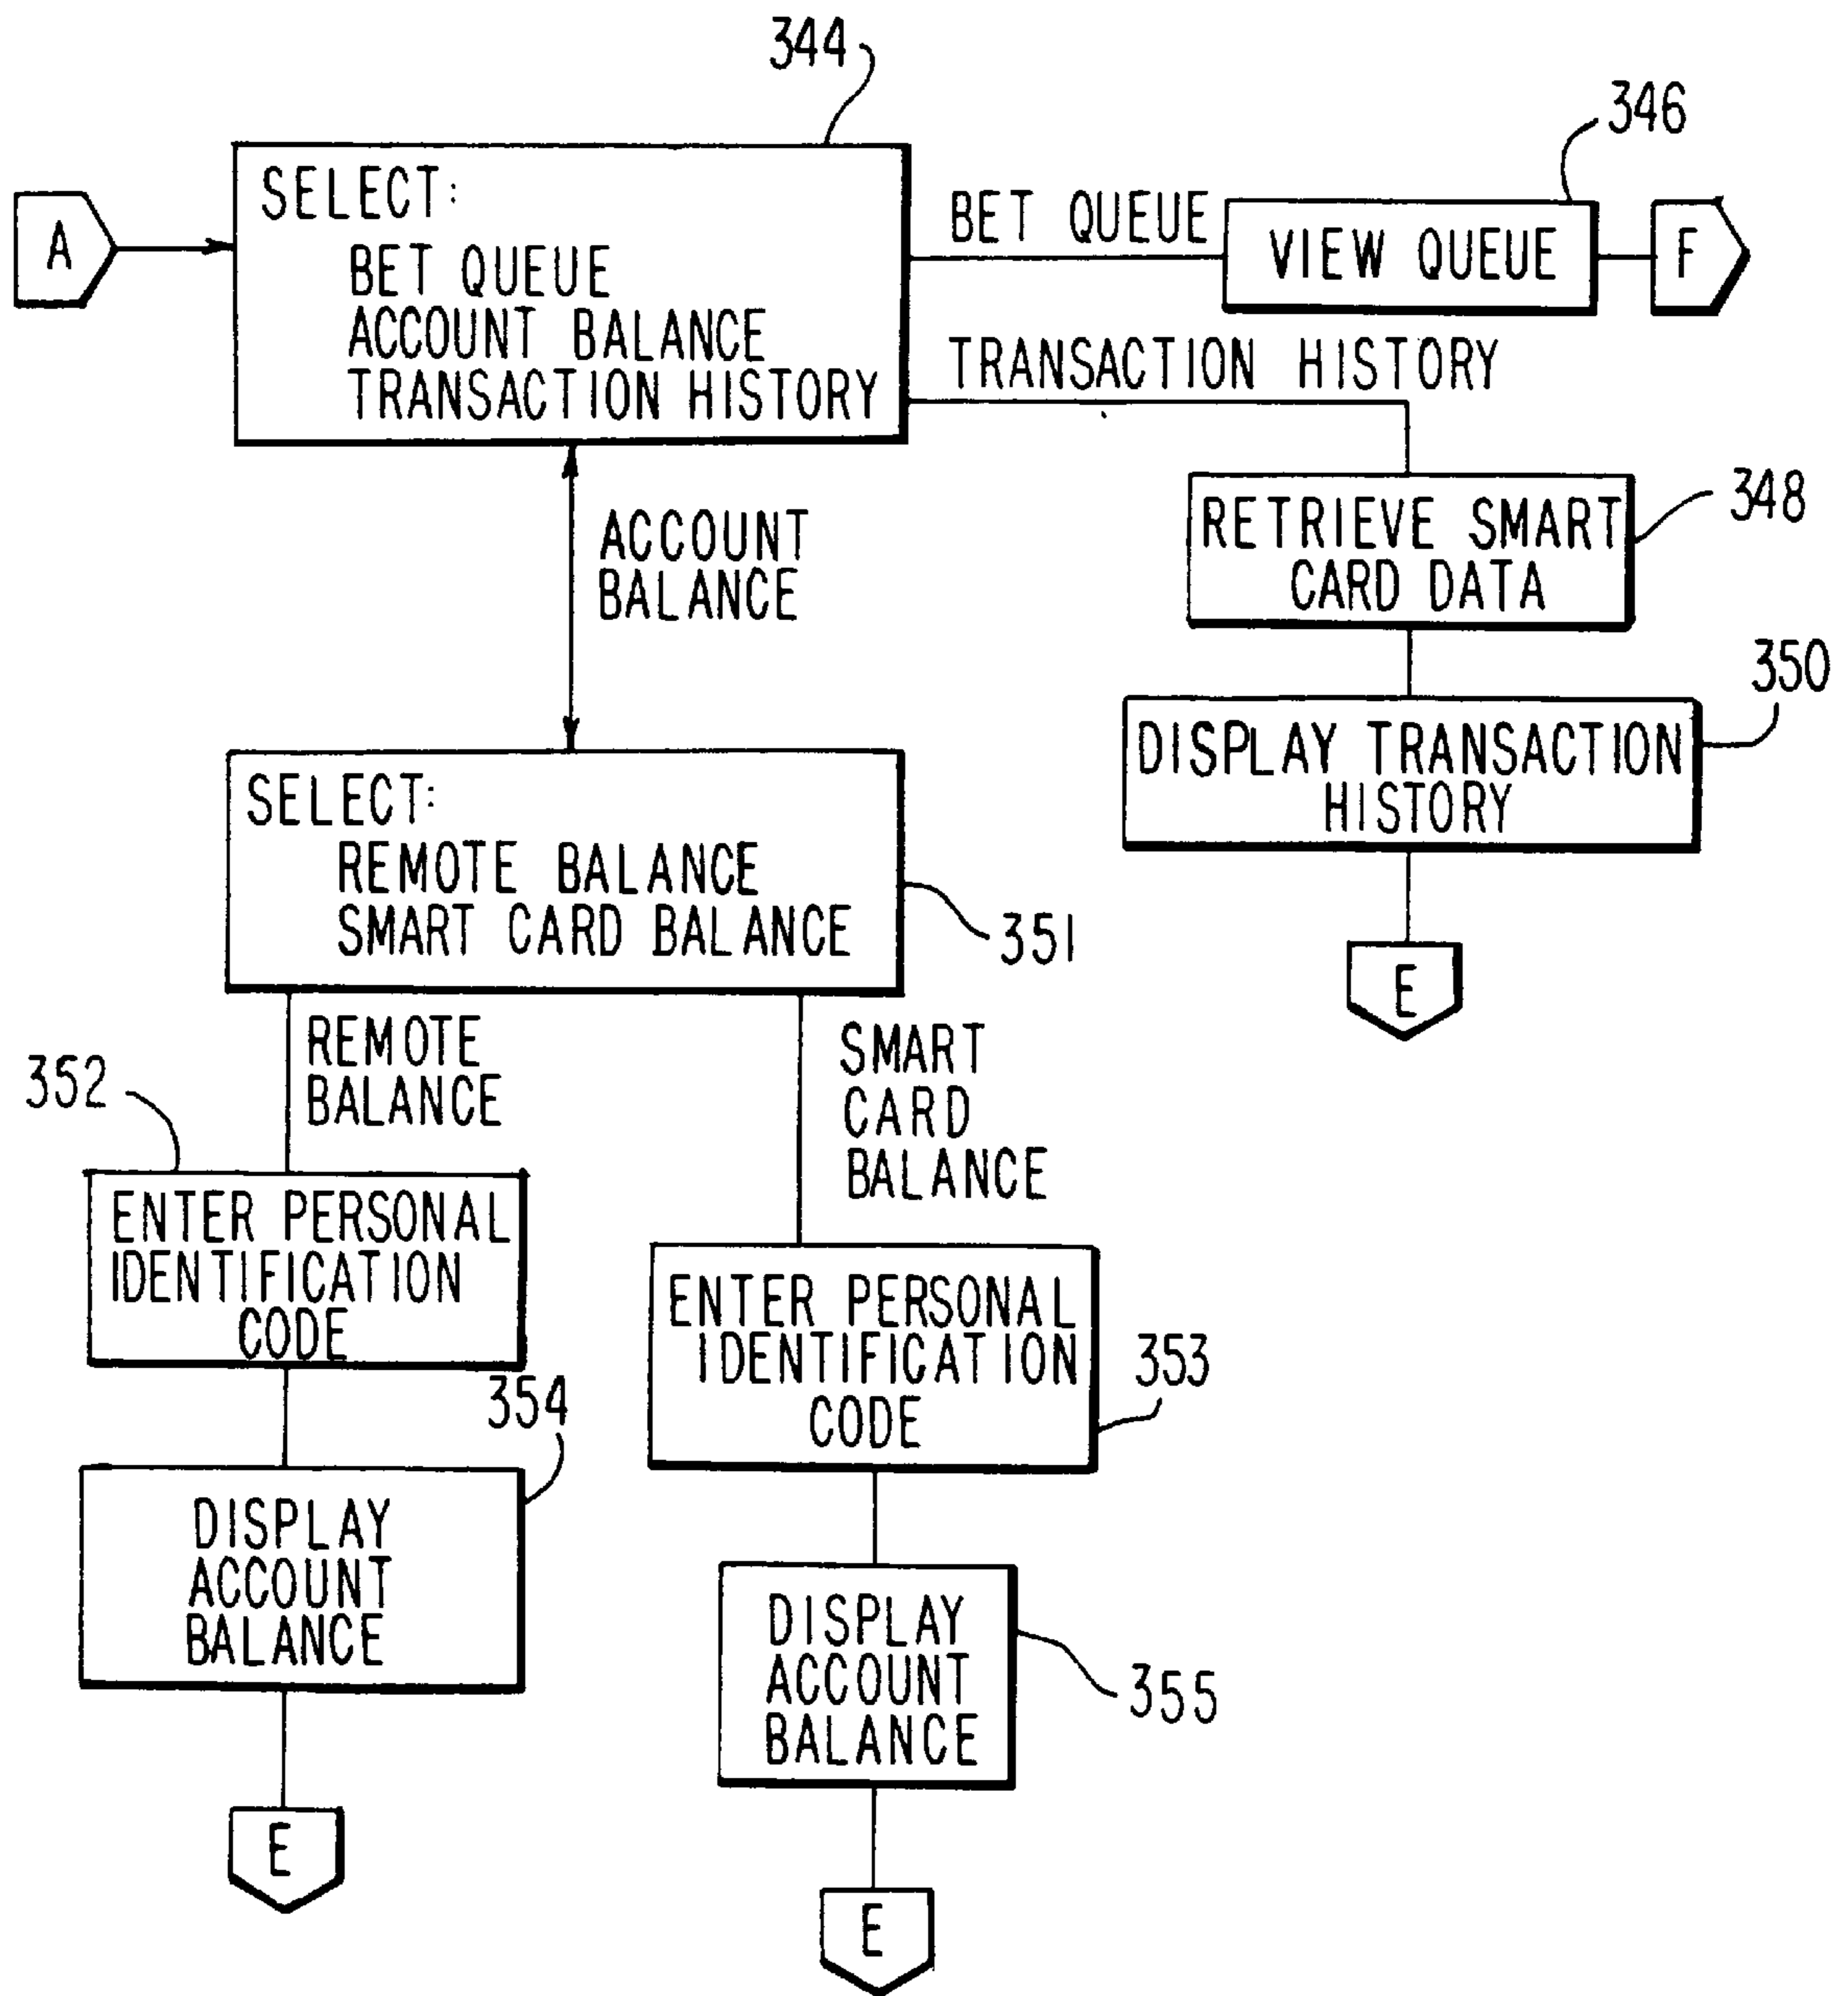 344
346
A
SELECT:
BET QUEUE
ACCOUNT BALANCE
TRANSACTION HISTORY
BET QUEUE
VIEW QUEUE
F
TRANSACTION HISTORY
348
RETRIEVE SMART
CARD DATA
350
DISPLAY TRANSACTION
HISTORY
E
ACCOUNT
BALANCE
SELECT:
REMOTE BALANCE
SMART CARD BALANCE
351
REMOTE
BALANCE
352
ENTER PERSONAL
IDENTIFICATION
CODE
354
DISPLAY
ACCOUNT
BALANCE
E
SMART
CARD
BALANCE
ENTER PERSONAL
IDENTIFICATION
CODE
353
DISPLAY
ACCOUNT
BALANCE
355
E